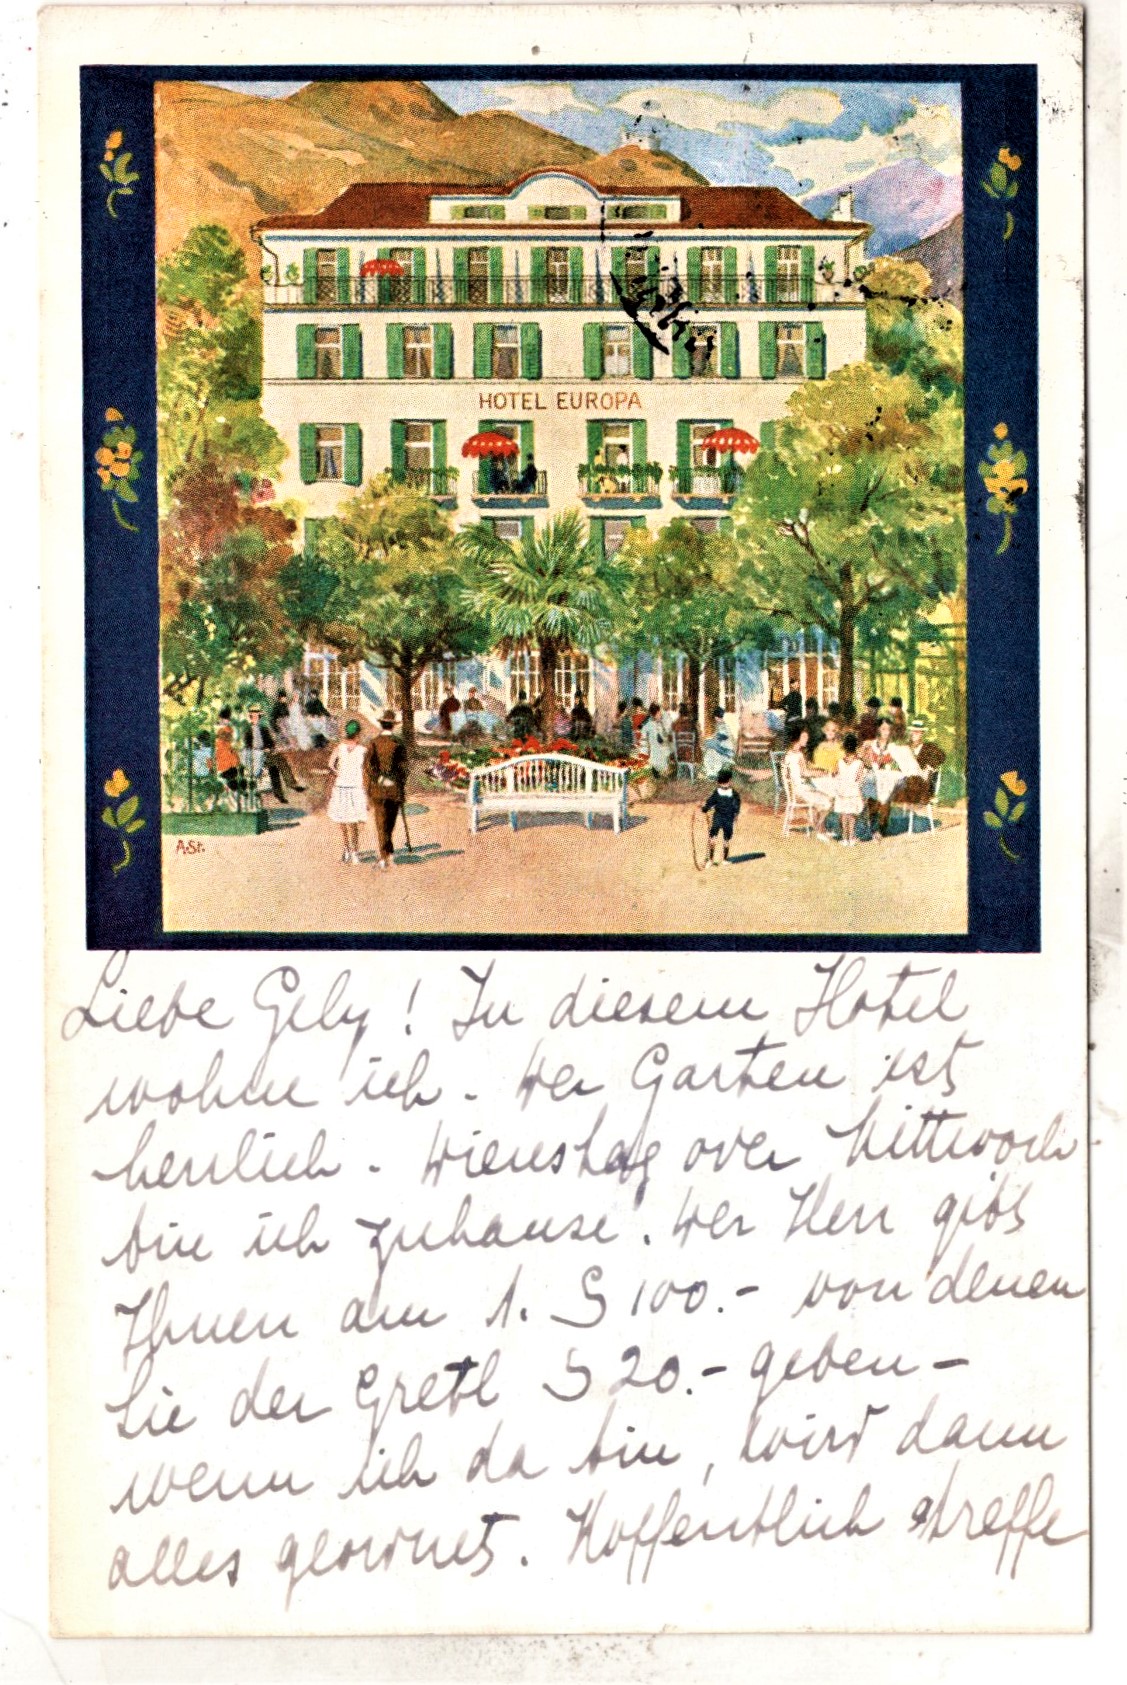 HOTEL EUROPA
A.St.
Liebe Gely! In diesem Hotel
wohne ich. Der Garten ist
herrlich. Dienstag oder Mittwoch
bin ich zuhause. Der Herr gibt
Ihnen am 1. S 100.- von denen
Sie der Gretl S 20.- geben –
wenn ich da bin, wird dann
alles geordnet. Hoffentlich treffe